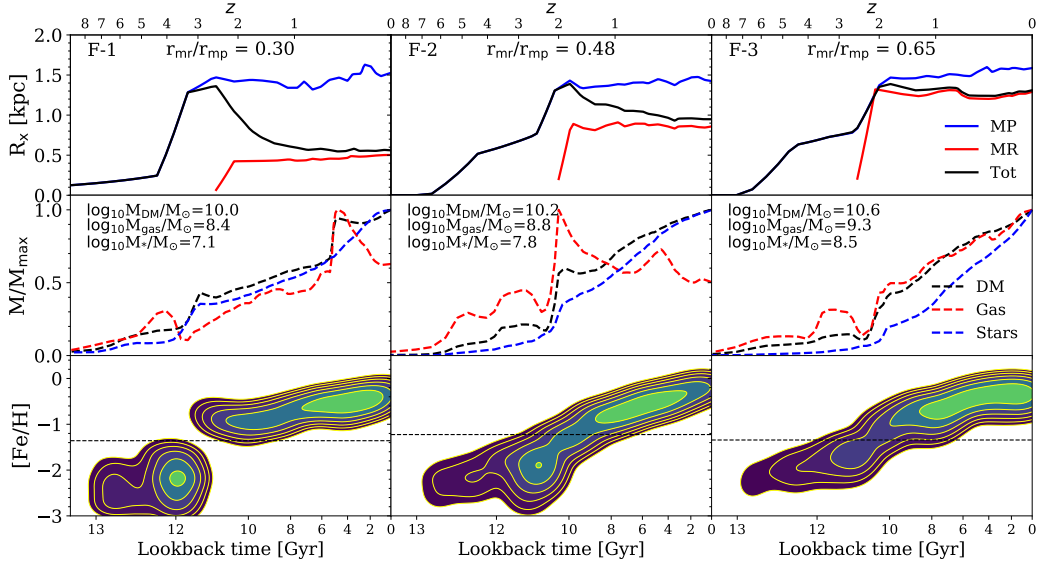 z z z
8 7 6 5 4 3 2 1 8 7 6 5 4 3 2 1 0 8 7 6 5 4 3 2 1 0
2.0 F-1 r_mr/r_mp = 0.30 F-2 r_mr/r_mp = 0.48 F-3 r_mr/r_mp = 0.65
1.5
1.0
0.5
0.0
R_x [kpc]
MP
MR
Tot
1.0
0.5
0.0
M/M_max
log₁₀M_DM/M⊙=10.0
log₁₀M_gas/M⊙=8.4
log₁₀M_*/M⊙=7.1
log₁₀M_DM/M⊙=10.2
log₁₀M_gas/M⊙=8.8
log₁₀M_*/M⊙=7.8
log₁₀M_DM/M⊙=10.6
log₁₀M_gas/M⊙=9.3
log₁₀M_*/M⊙=8.5
DM
Gas
Stars
0
−1
−2
−3
[Fe/H]
13 12 10 8 6 4 2 0 13 12 10 8 6 4 2 0 13 12 10 8 6 4 2 0
Lookback time [Gyr] Lookback time [Gyr] Lookback time [Gyr]